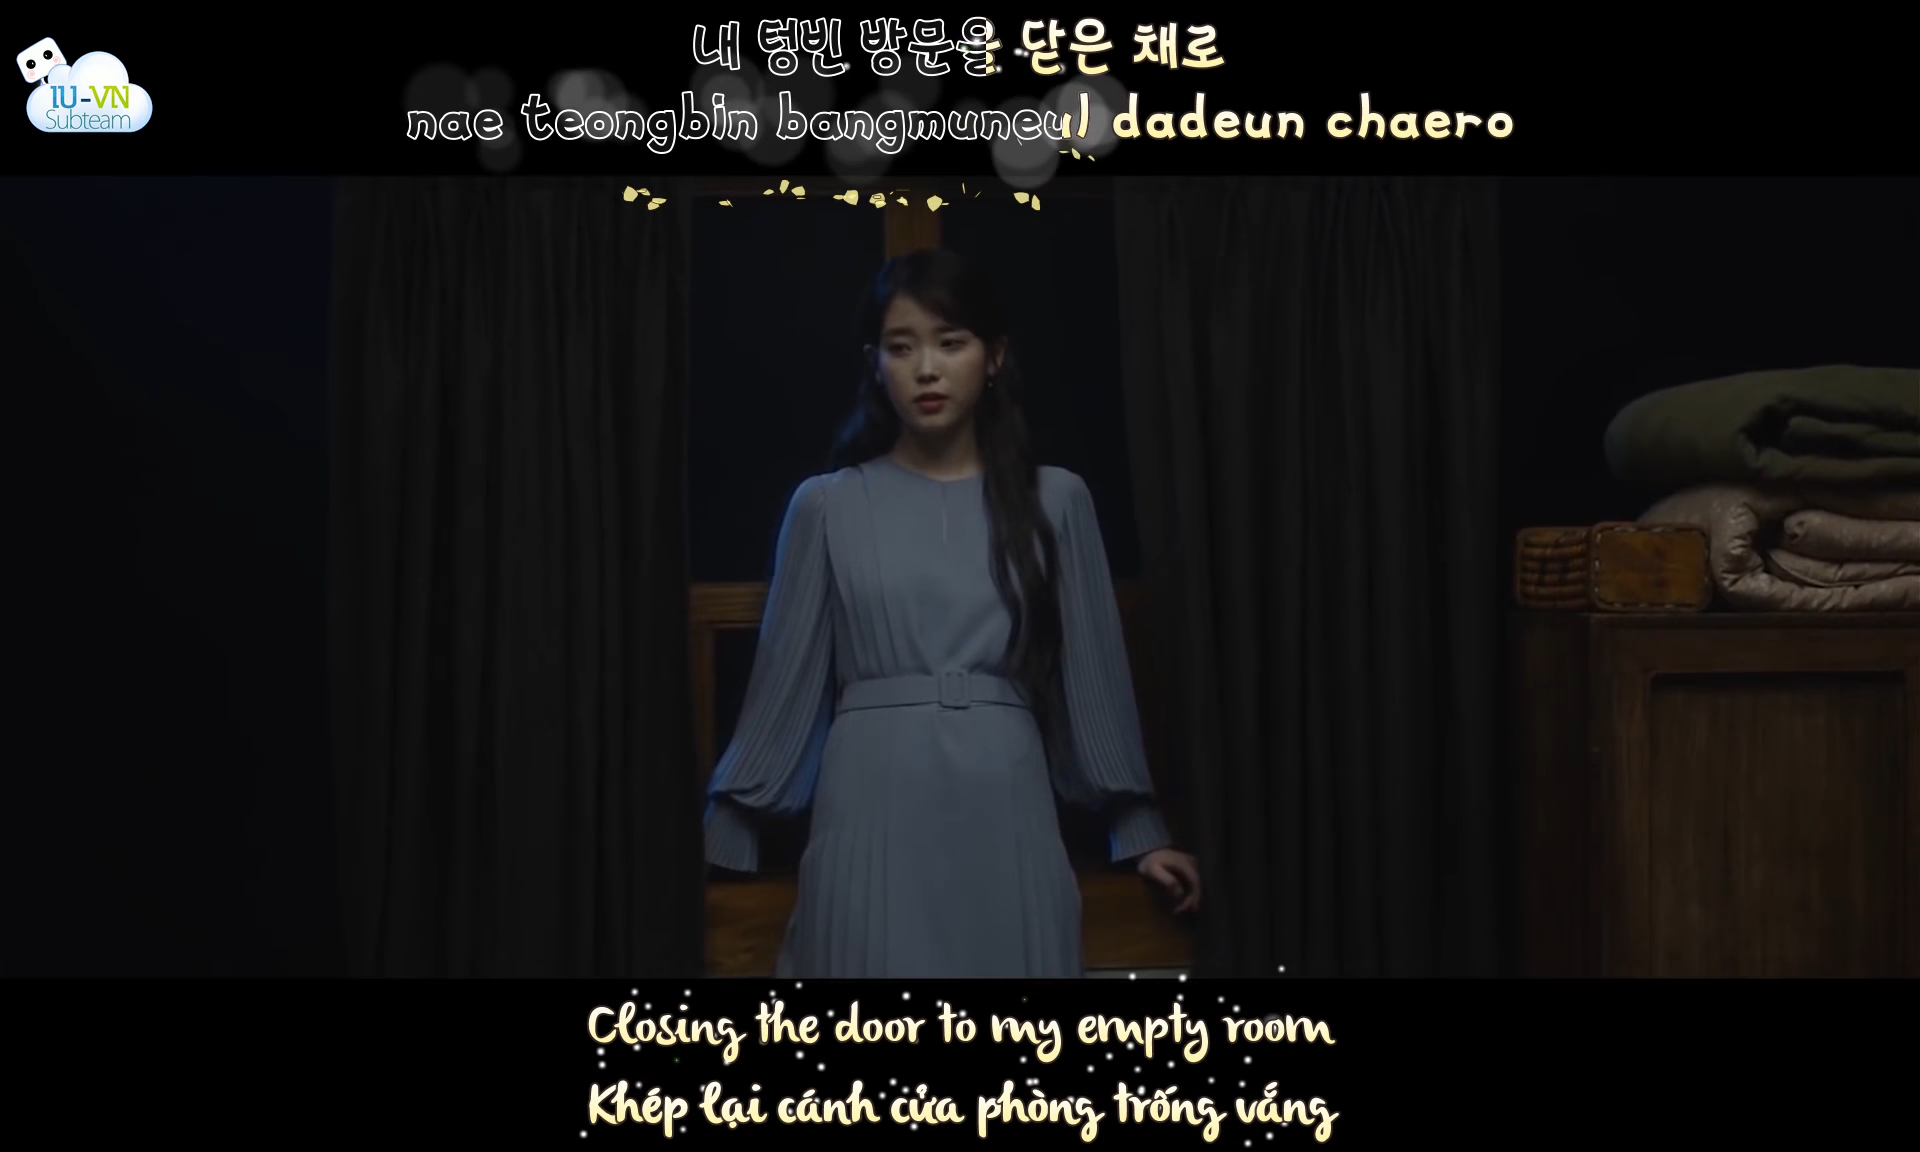 내 텅빈 방문을 닫은 채로
nae teongbin bangmuneul dadeun chaero
IU-VN
Subteam
Closing the door to my empty room
Khép lại cánh cửa phòng trống vắng